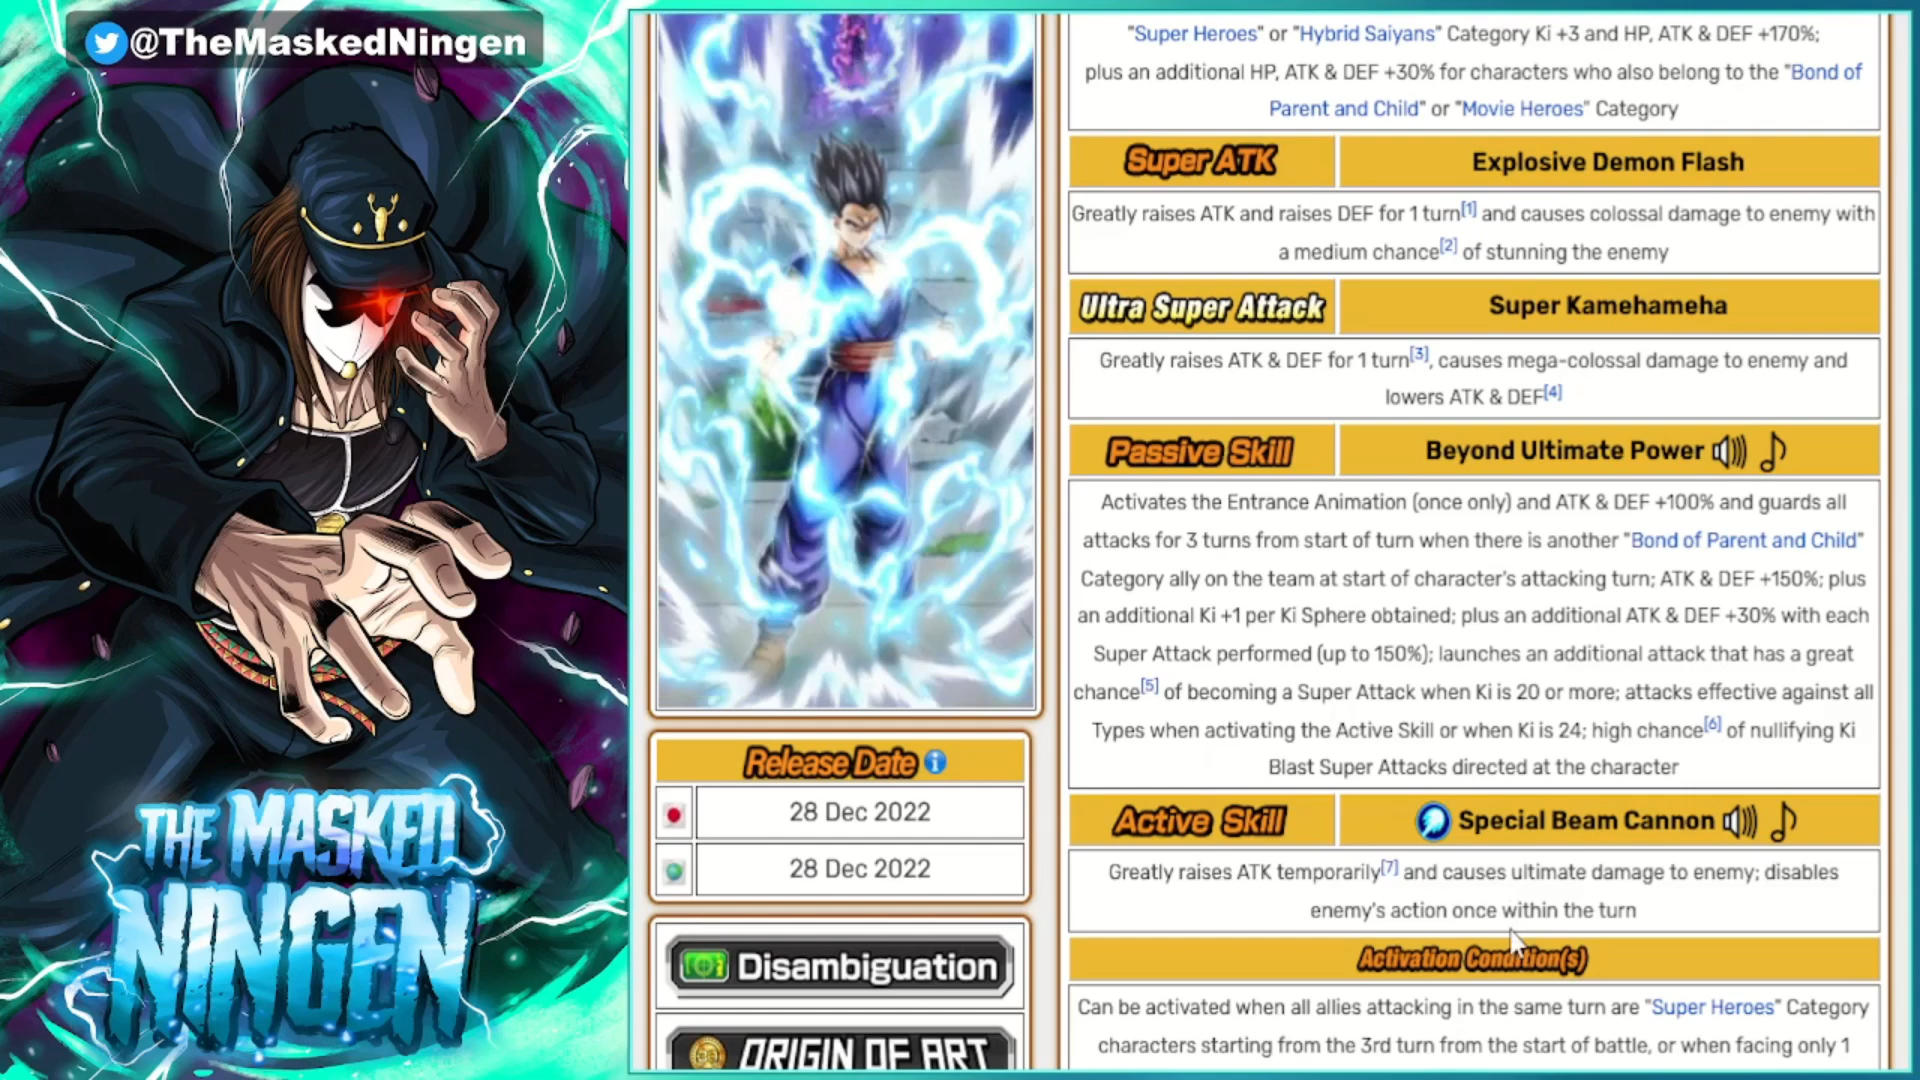 @TheMaskedNingen
THE MASKED
NINGEN
"Super Heroes" or "Hybrid Saiyans" Category Ki +3 and HP, ATK & DEF +170%;
plus an additional HP, ATK & DEF +30% for characters who also belong to the "Bond of
Parent and Child" or "Movie Heroes" Category
Super ATK
Explosive Demon Flash
Greatly raises ATK and raises DEF for 1 turn[1] and causes colossal damage to enemy with
a medium chance[2] of stunning the enemy
Ultra Super Attack
Super Kamehameha
Greatly raises ATK & DEF for 1 turn[3], causes mega-colossal damage to enemy and
lowers ATK & DEF[4]
Passive Skill
Beyond Ultimate Power
Activates the Entrance Animation (once only) and ATK & DEF +100% and guards all
attacks for 3 turns from start of turn when there is another "Bond of Parent and Child"
Category ally on the team at start of character's attacking turn; ATK & DEF +150%; plus
an additional Ki +1 per Ki Sphere obtained; plus an additional ATK & DEF +30% with each
Super Attack performed (up to 150%); launches an additional attack that has a great
chance[5] of becoming a Super Attack when Ki is 20 or more; attacks effective against all
Types when activating the Active Skill or when Ki is 24; high chance[6] of nullifying Ki
Blast Super Attacks directed at the character
Active Skill
Special Beam Cannon
Greatly raises ATK temporarily[7] and causes ultimate damage to enemy; disables
enemy's action once within the turn
Activation Condition(s)
Can be activated when all allies attacking in the same turn are "Super Heroes" Category
characters starting from the 3rd turn from the start of battle, or when facing only 1
Release Date
28 Dec 2022
28 Dec 2022
Disambiguation
ORIGIN OF ART